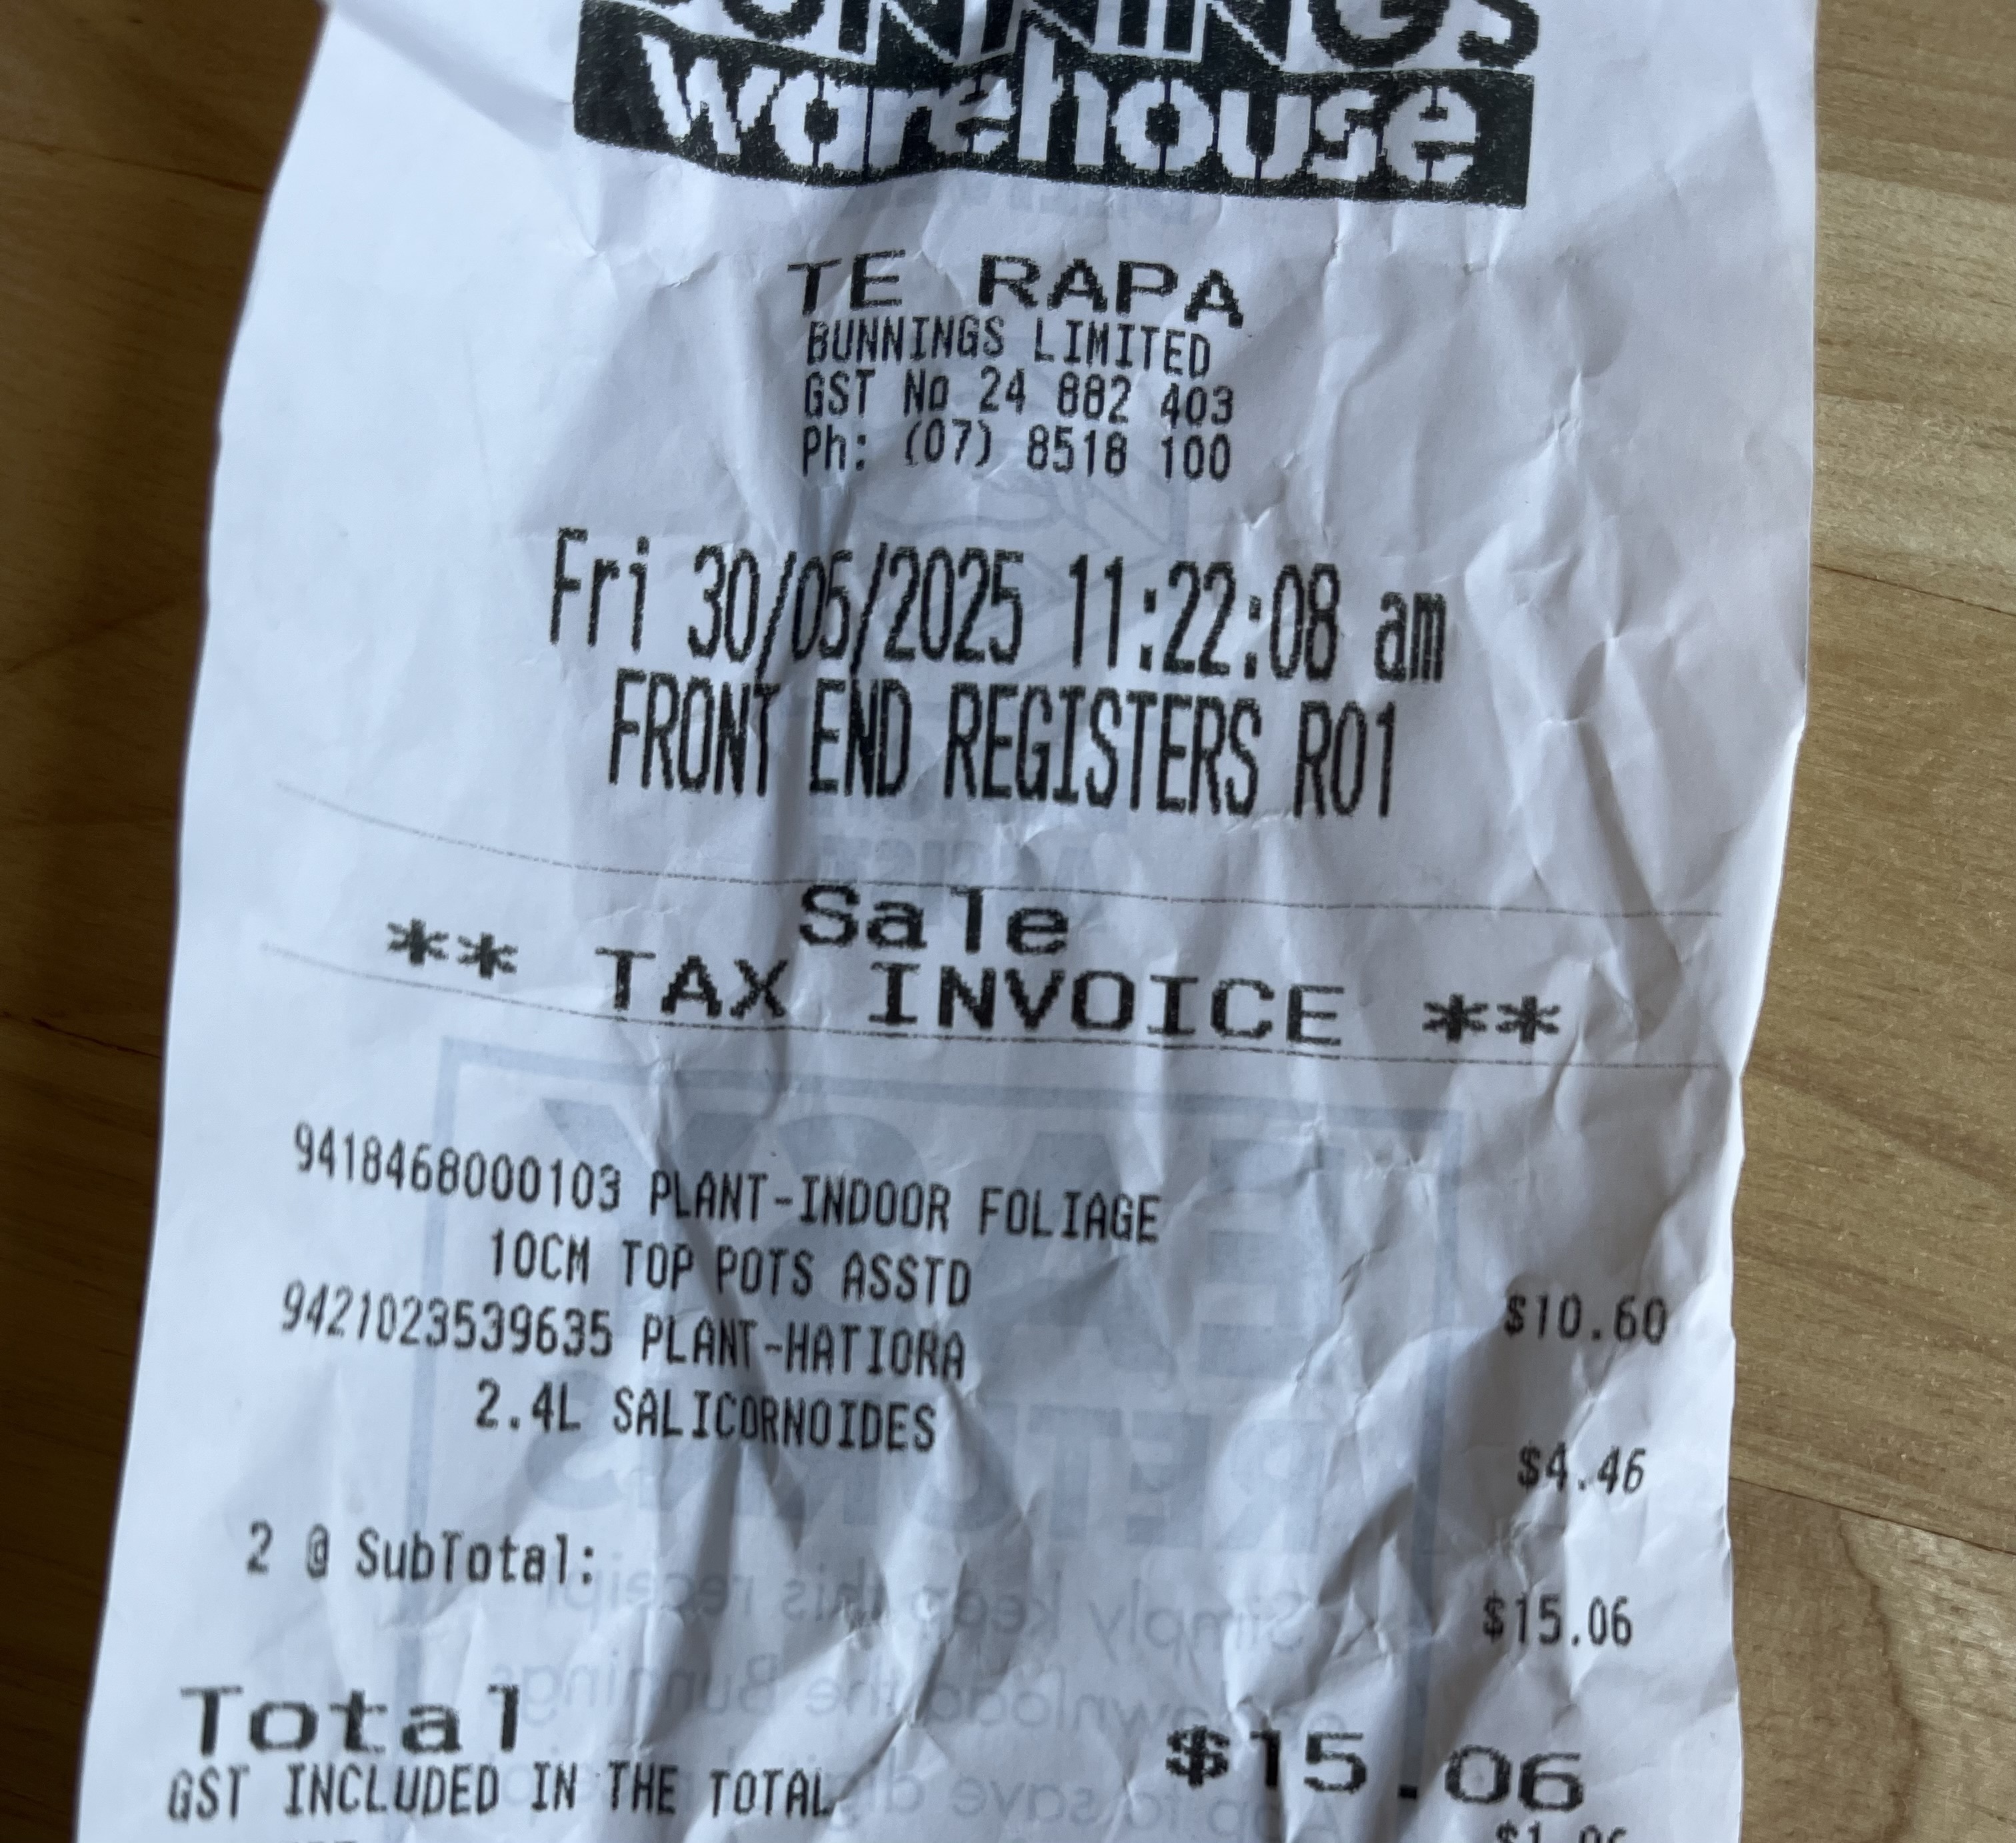 BUNNINGS
warehouse
TE RAPA
BUNNINGS LIMITED
GST No 24 882 403
Ph: (07) 8518 100
Fri 30/05/2025 11:22:08 am
FRONT END REGISTERS R01
Sale
** TAX INVOICE **
9418468000103 PLANT-INDOOR FOLIAGE
10CM TOP POTS ASSTD
$10.60
9421023539635 PLANT-HATIORA
2.4L SALICORNOIDES
$4.46
2 @ SubTotal:
$15.06
Total $15.06
GST INCLUDED IN THE TOTAL